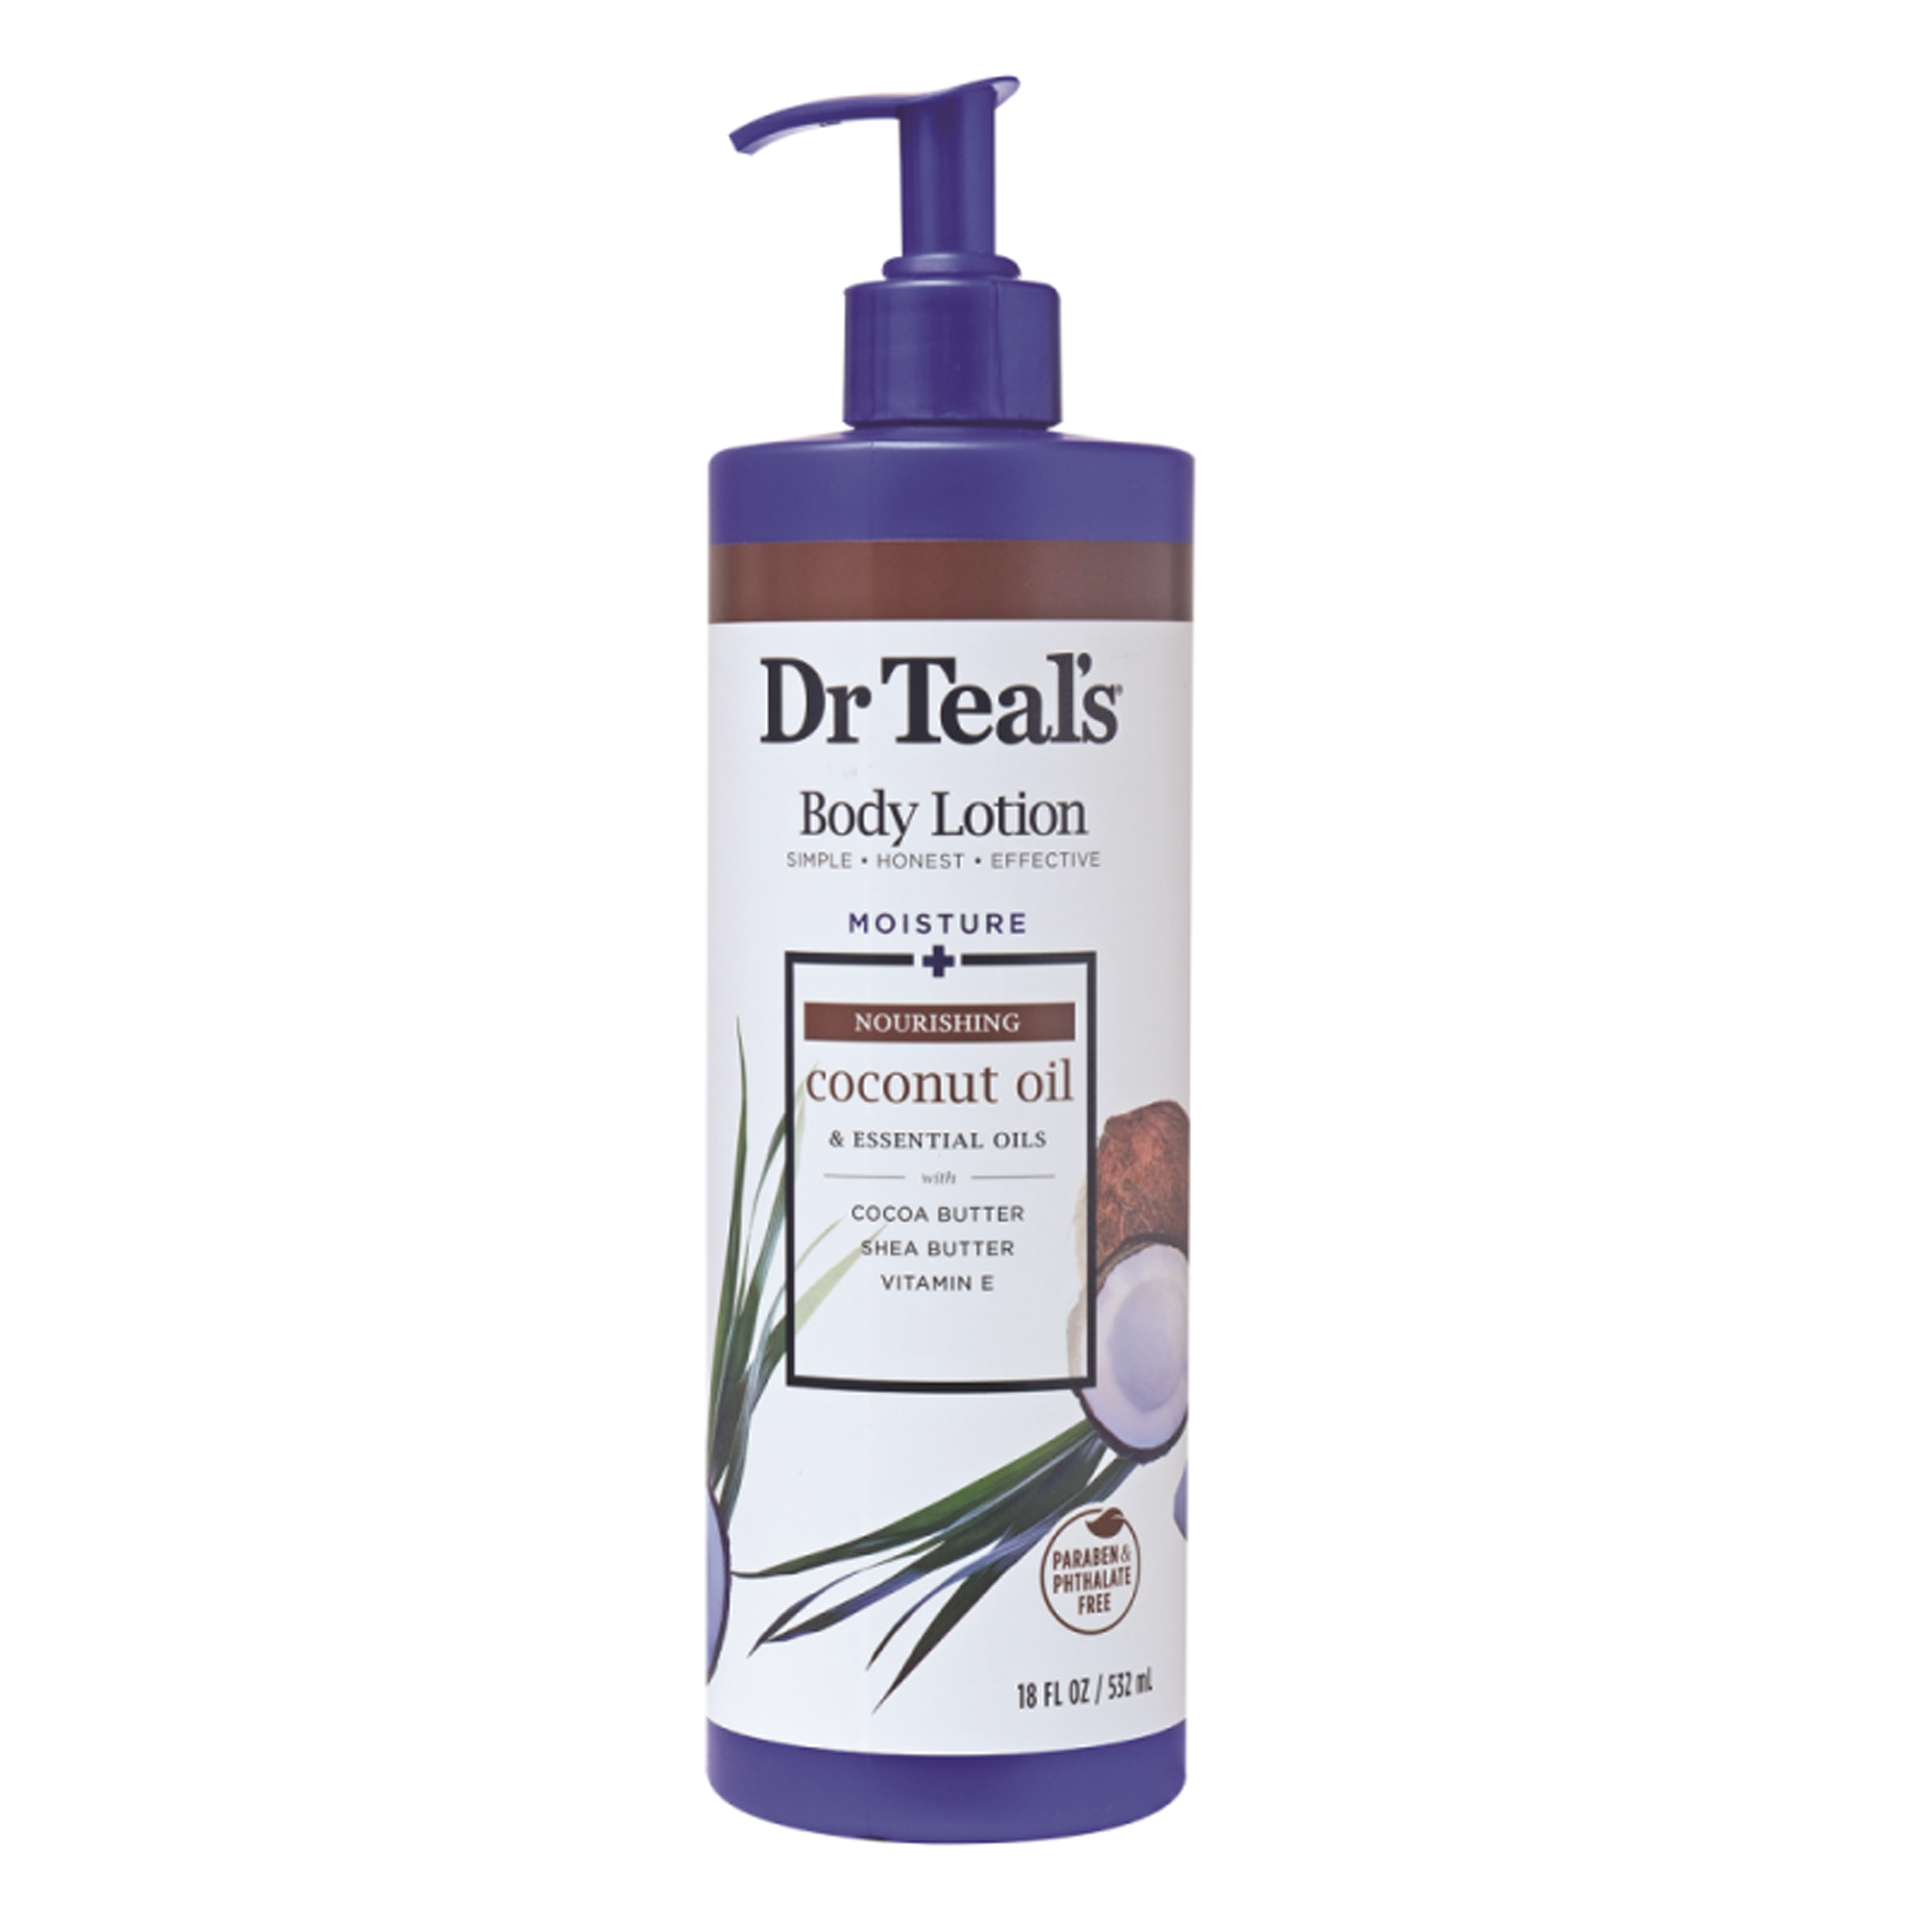 Dr Teal's®
Body Lotion
SIMPLE • HONEST • EFFECTIVE
MOISTURE
+
NOURISHING
coconut oil
& ESSENTIAL OILS
with
COCOA BUTTER
SHEA BUTTER
VITAMIN E
PARABEN &
PHTHALATE
FREE
18 FL OZ / 532 mL